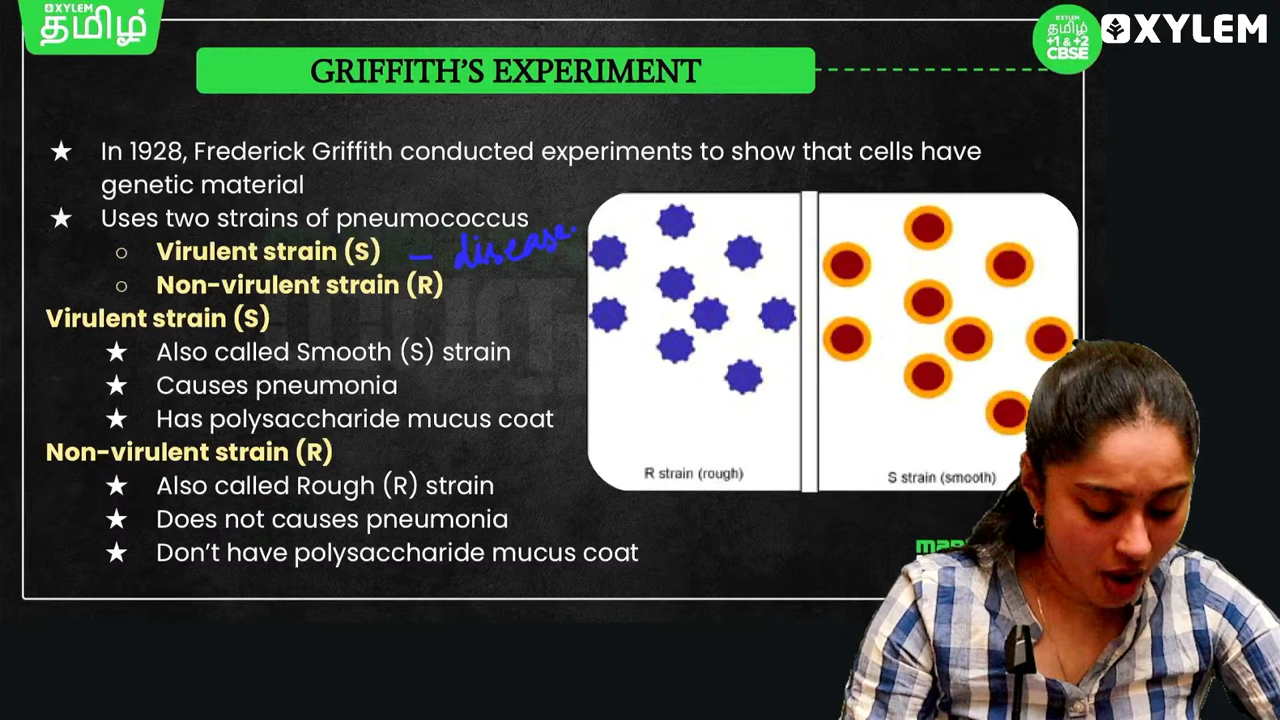 XYLEM
தமிழ்
XYLEM
தமிழ்
+1 & +2
CBSE
XYLEM
GRIFFITH'S EXPERIMENT
★ In 1928, Frederick Griffith conducted experiments to show that cells have
genetic material
★ Uses two strains of pneumococcus
○ Virulent strain (S) – disease.
○ Non-virulent strain (R)
Virulent strain (S)
★ Also called Smooth (S) strain
★ Causes pneumonia
★ Has polysaccharide mucus coat
Non-virulent strain (R)
★ Also called Rough (R) strain
★ Does not causes pneumonia
★ Don't have polysaccharide mucus coat
R strain (rough)
S strain (smooth)